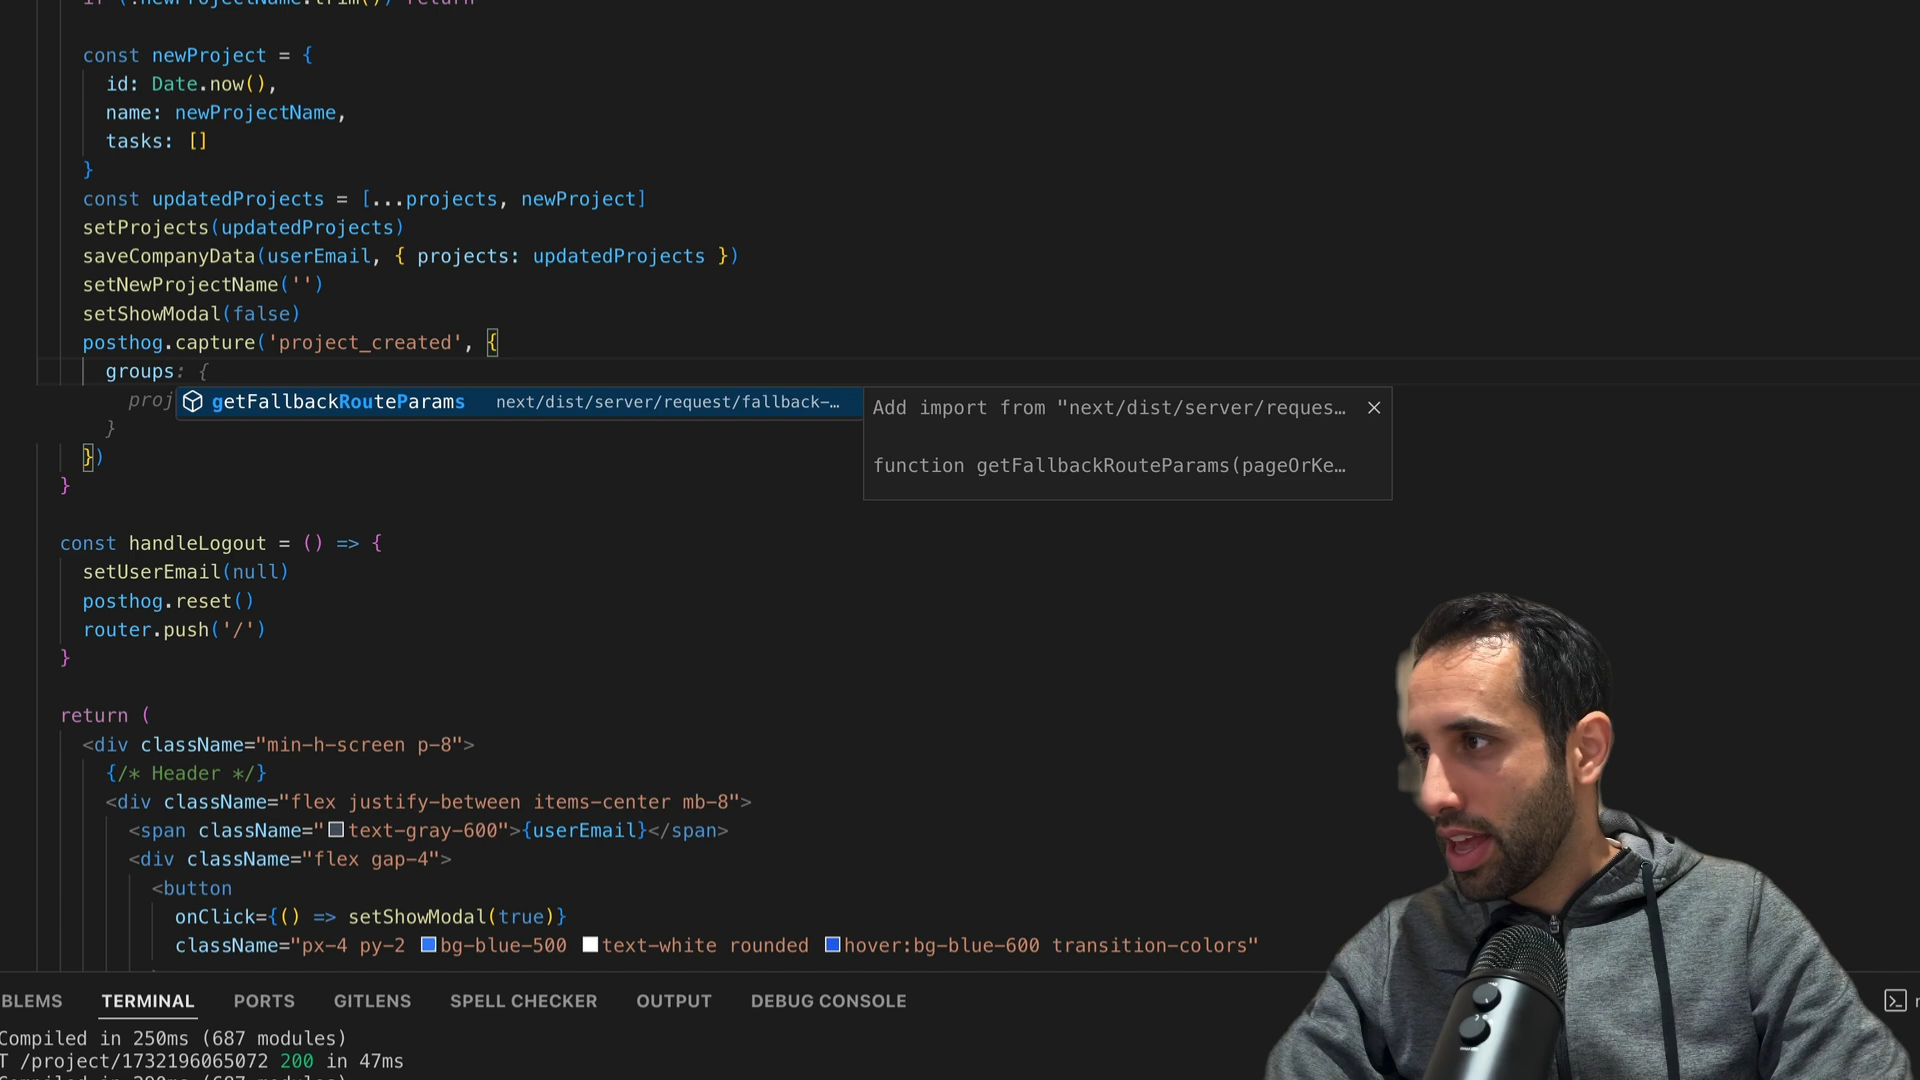 const newProject = {
id: Date.now(),
name: newProjectName,
tasks: []
}
const updatedProjects = [...projects, newProject]
setProjects(updatedProjects)
saveCompanyData(userEmail, { projects: updatedProjects })
setNewProjectName('')
setShowModal(false)
posthog.capture('project_created', {
groups: {
proj
getFallbackRouteParams next/dist/server/request/fallback-…
Add import from "next/dist/server/reques…
function getFallbackRouteParams(pageOrKe…
}
})
}
const handleLogout = () => {
setUserEmail(null)
posthog.reset()
router.push('/')
}
return (
<div className="min-h-screen p-8">
{/* Header */}
<div className="flex justify-between items-center mb-8">
<span className="text-gray-600">{userEmail}</span>
<div className="flex gap-4">
<button
onClick={() => setShowModal(true)}
className="px-4 py-2 bg-blue-500 text-white rounded hover:bg-blue-600 transition-colors"
BLEMS TERMINAL PORTS GITLENS SPELL CHECKER OUTPUT DEBUG CONSOLE
Compiled in 250ms (687 modules)
T /project/1732196065072 200 in 47ms